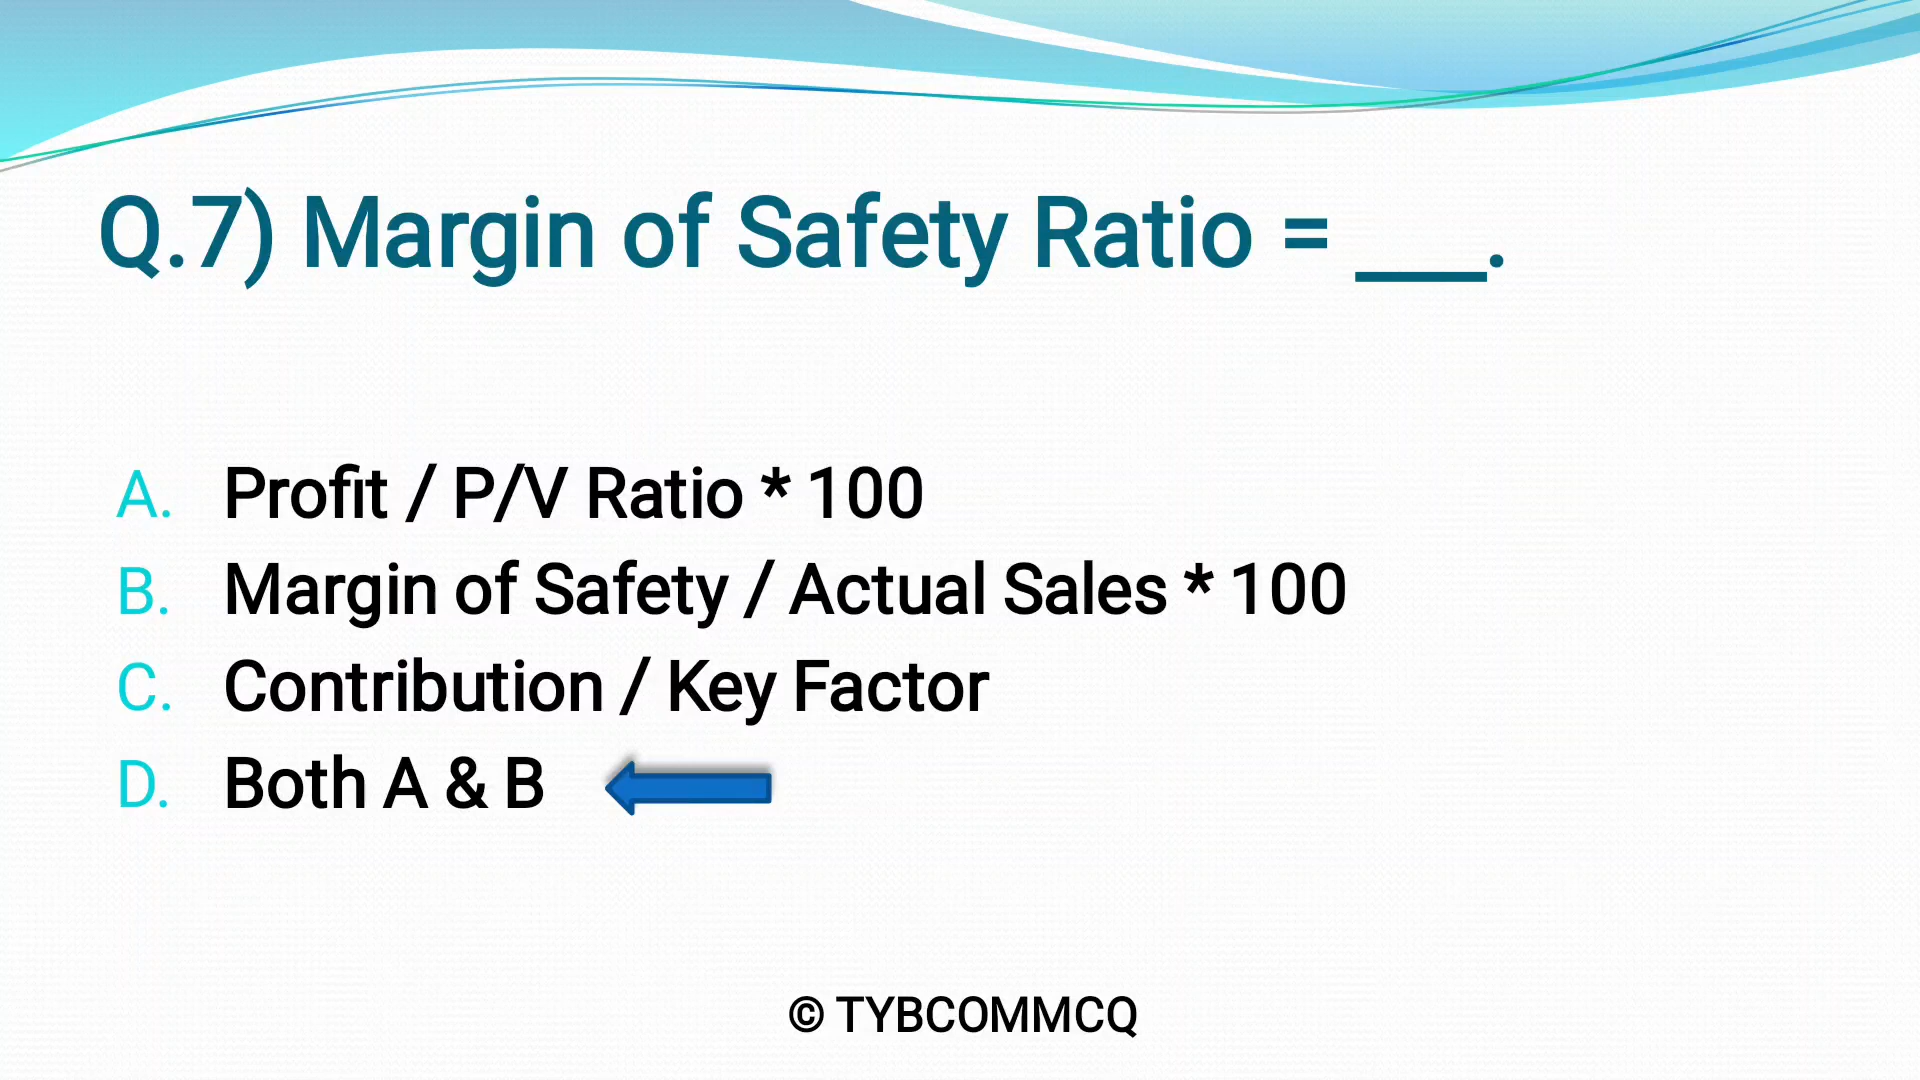 Q.7) Margin of Safety Ratio = ___.
A. Profit / P/V Ratio * 100
B. Margin of Safety / Actual Sales * 100
C. Contribution / Key Factor
D. Both A & B
© TYBCOMMCQ